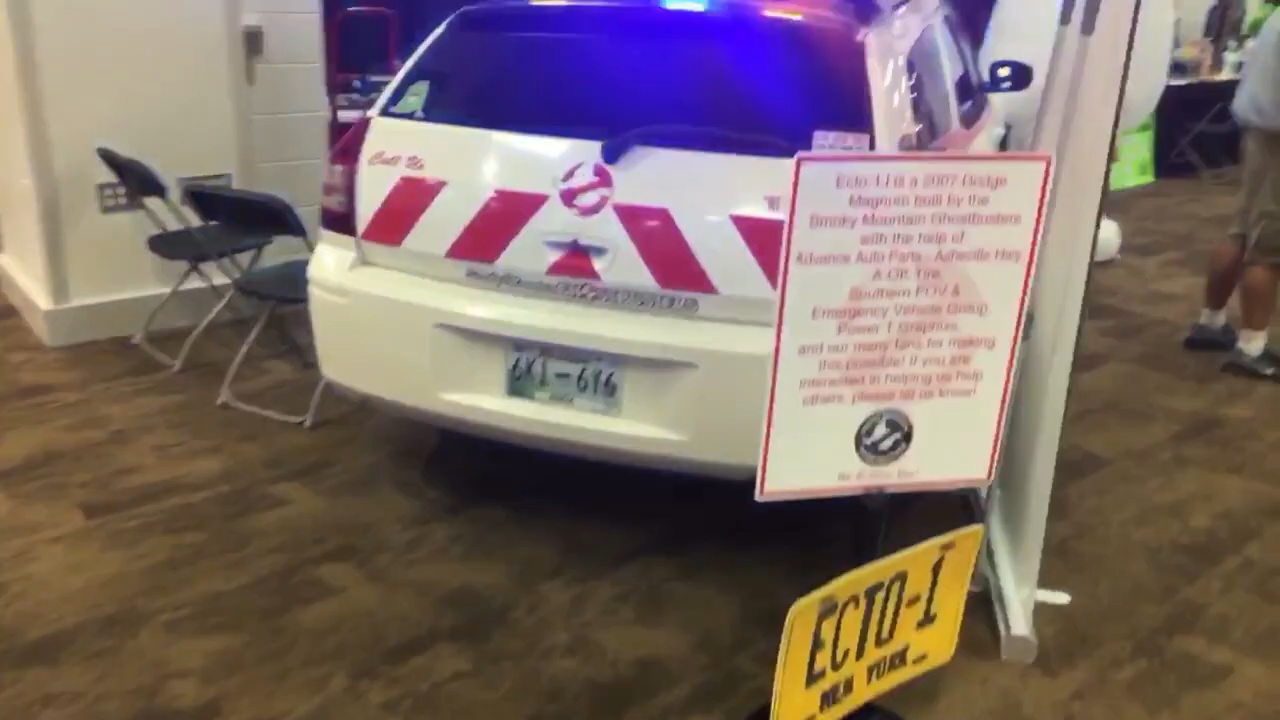 Call Us
6K1-6Y6
Ecto-1 is a 2007 Dodge
Magnum built by the
Smoky Mountain Ghostbusters
with the help of
Advance Auto Parts - Asheville Hwy
A-OK Tire
Southern POV &
Emergency Vehicle Group
Power T Graphics,
and our many fans for making
this possible! If you are
interested in helping us help
others, please let us know!
ECTO-1
NEW YORK